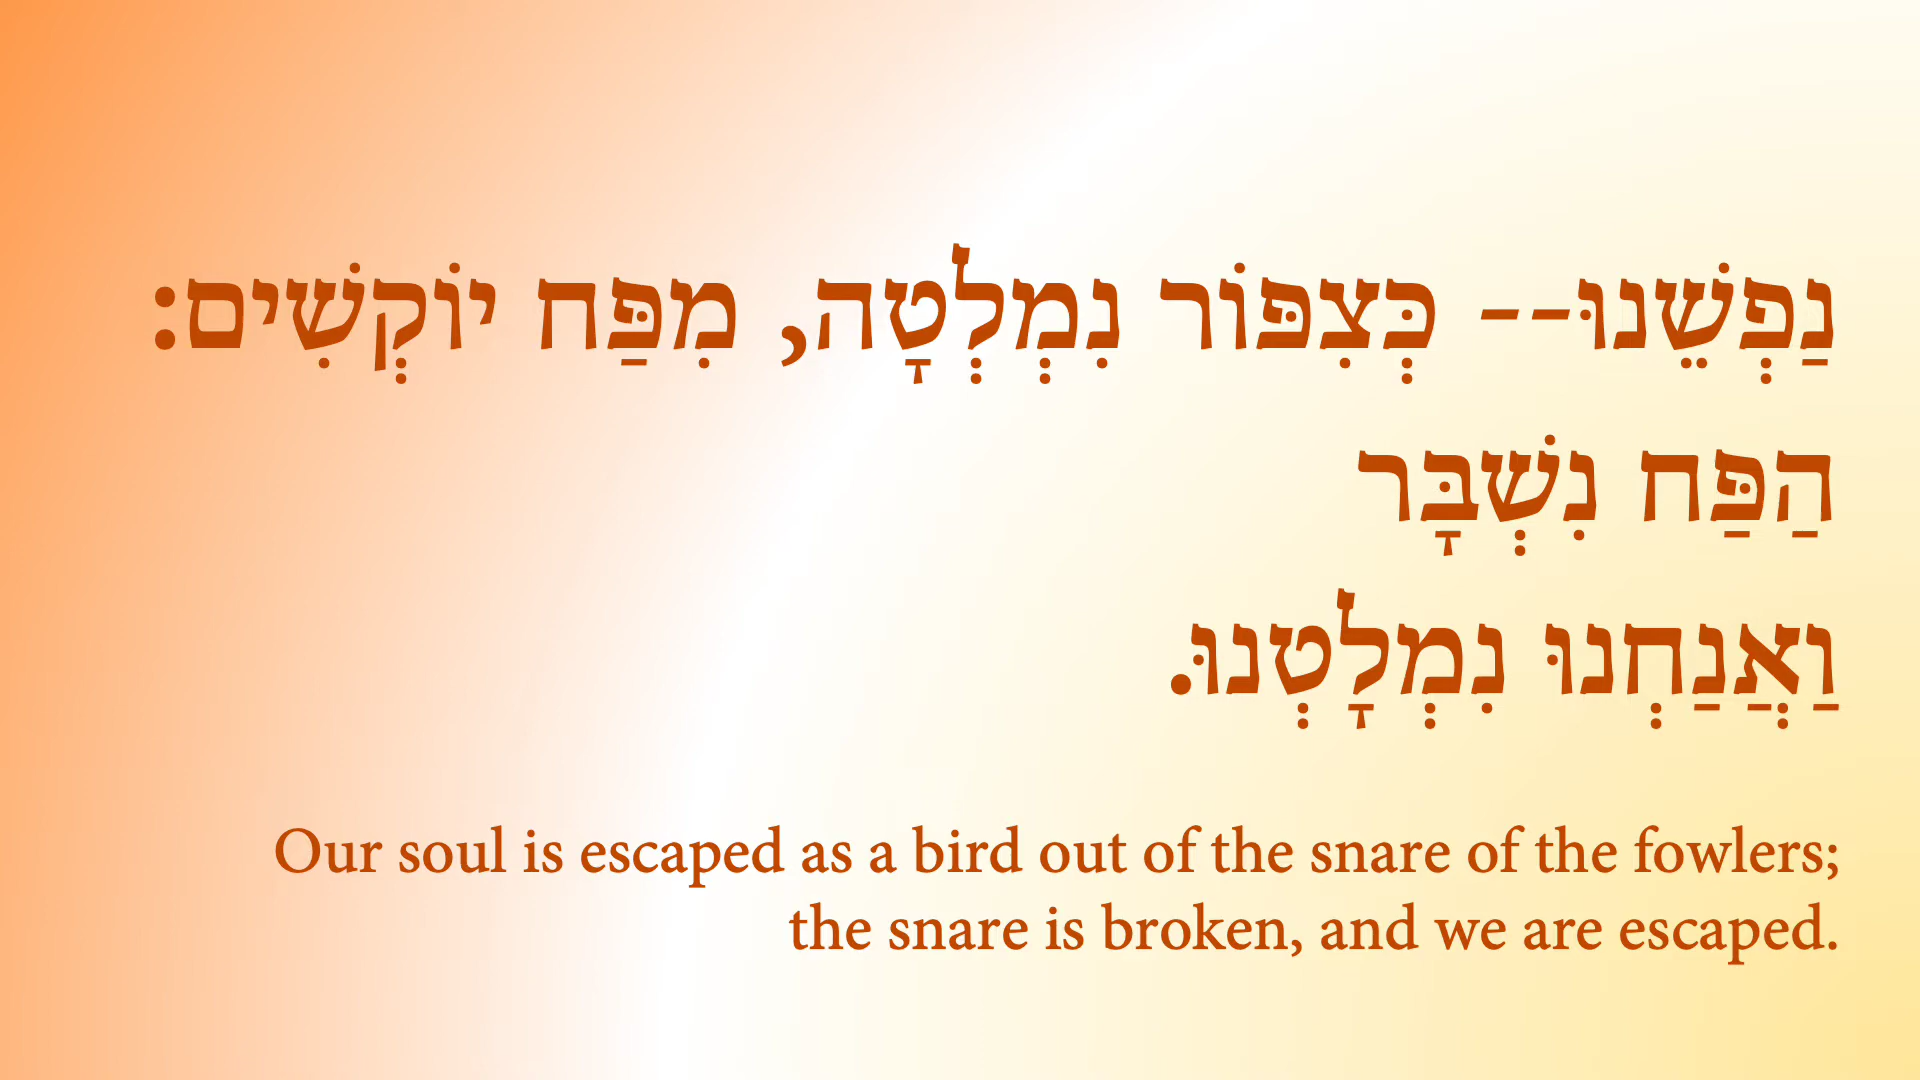 נַפְשֵׁנוּ-- כְּצִפּוֹר נִמְלְטָה, מִפַּח יוֹקְשִׁים:
הַפַּח נִשְׁבָּר
וַאֲנַחְנוּ נִמְלָטְנוּ.
Our soul is escaped as a bird out of the snare of the fowlers;
the snare is broken, and we are escaped.